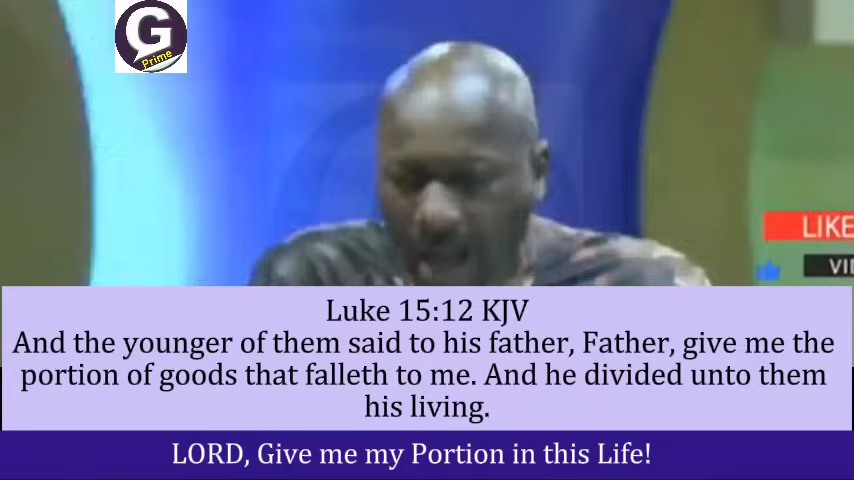 G
Prime
LIKE
VID
Luke 15:12 KJV
And the younger of them said to his father, Father, give me the
portion of goods that falleth to me. And he divided unto them
his living.
LORD, Give me my Portion in this Life!